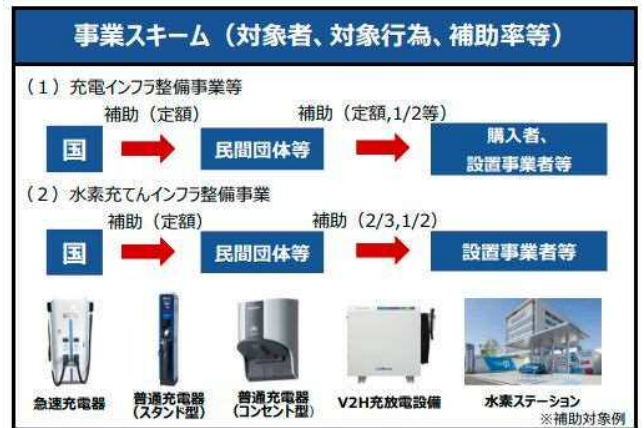 事業スキーム（対象者、対象行為、補助率等）
（１）充電インフラ整備事業等
補助（定額）
補助（定額,1/2等）
国
民間団体等
購入者、
設置事業者等
（２）水素充てんインフラ整備事業
補助（定額）
補助（2/3,1/2）
国
民間団体等
設置事業者等
急速充電器
普通充電器
（スタンド型）
普通充電器
（コンセント型）
V2H充放電設備
水素ステーション
※補助対象例